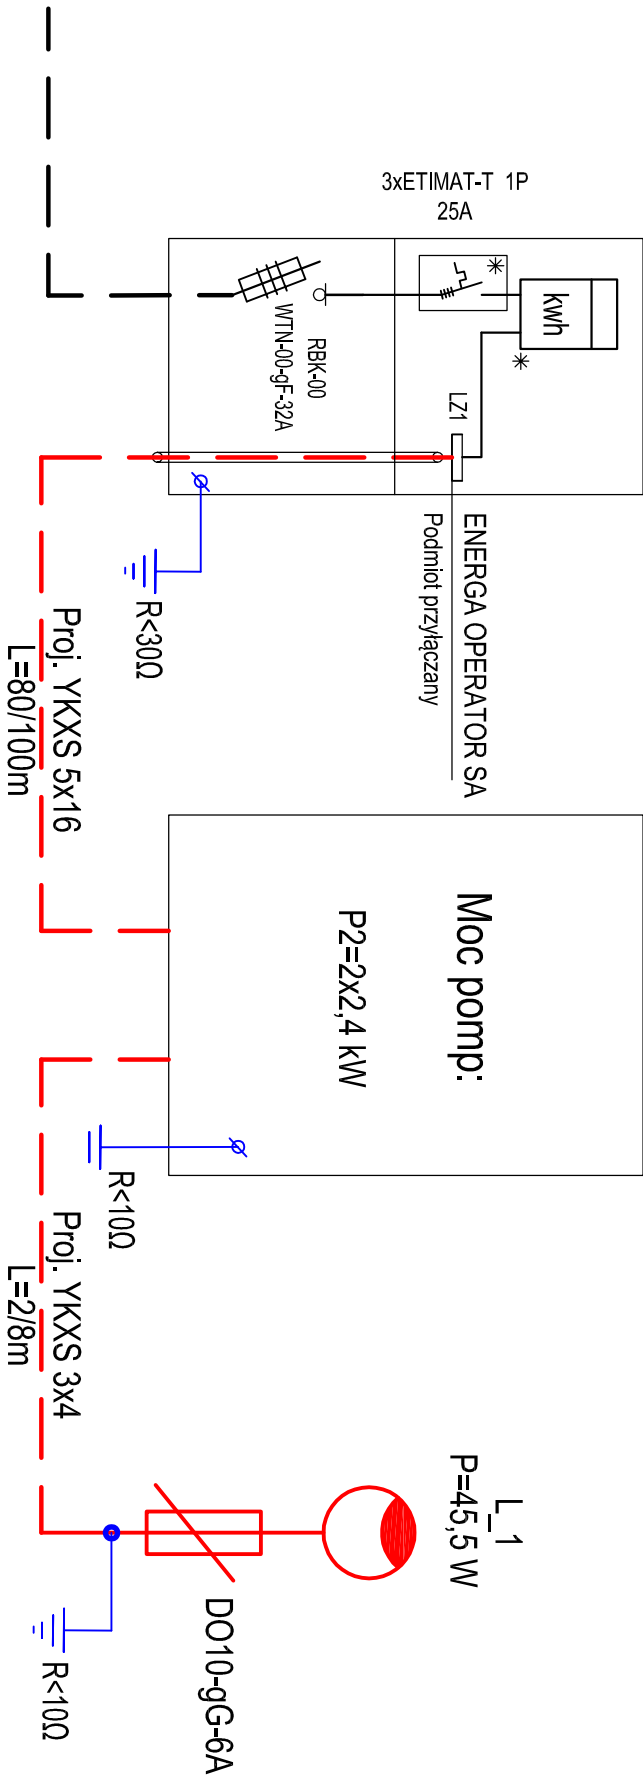 3xETIMAT-T 1P
25A
kwh
RBK-00
WTN-00-gF-32A
LZ1
ENERGA OPERATOR SA
Podmiot przyłączany
R<30Ω
Proj. YKXS 5x16
L=80/100m
Moc pomp:
P2=2x2,4 kW
R<10Ω
Proj. YKXS 3x4
L=2/8m
L_1
P=45,5 W
DO10-gG-6A
R<10Ω